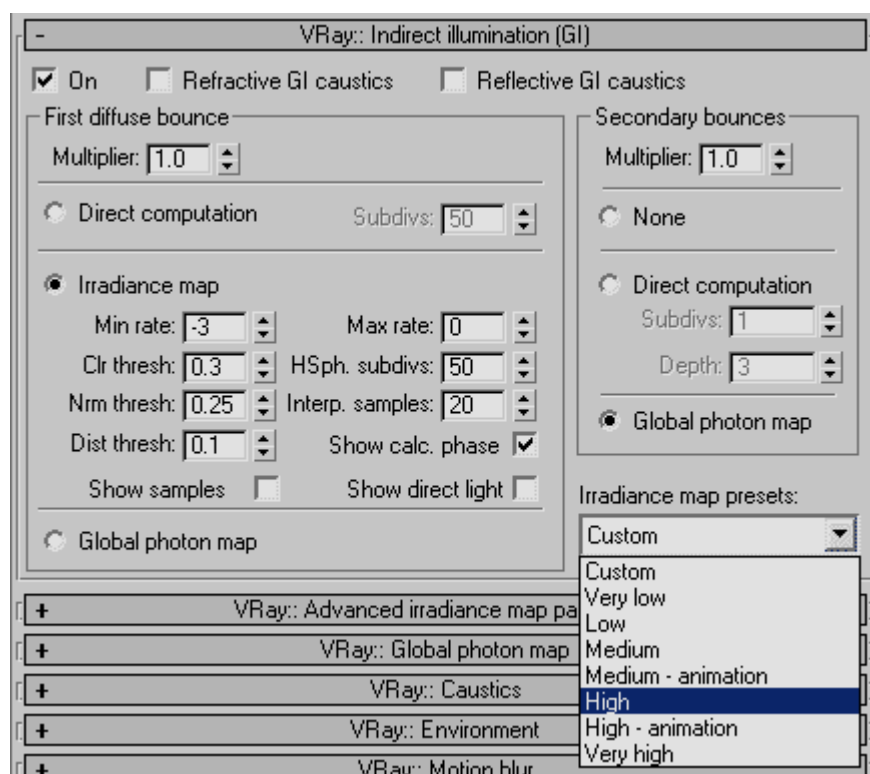 - VRay:: Indirect illumination (GI)
On Refractive GI caustics Reflective GI caustics
First diffuse bounce
Multiplier: 1.0
Direct computation Subdivs: 50
Irradiance map
Min rate: -3 Max rate: 0
Clr thresh: 0.3 HSph. subdivs: 50
Nrm thresh: 0.25 Interp. samples: 20
Dist thresh: 0.1 Show calc. phase
Show samples Show direct light
Global photon map
Secondary bounces
Multiplier: 1.0
None
Direct computation
Subdivs: 1
Depth: 3
Global photon map
Irradiance map presets:
Custom
Custom
Very low
Low
Medium
Medium - animation
High
High - animation
Very high
+ VRay:: Advanced irradiance map pa
+ VRay:: Global photon map
+ VRay:: Caustics
+ VRay:: Environment
+ VRay:: Motion blur